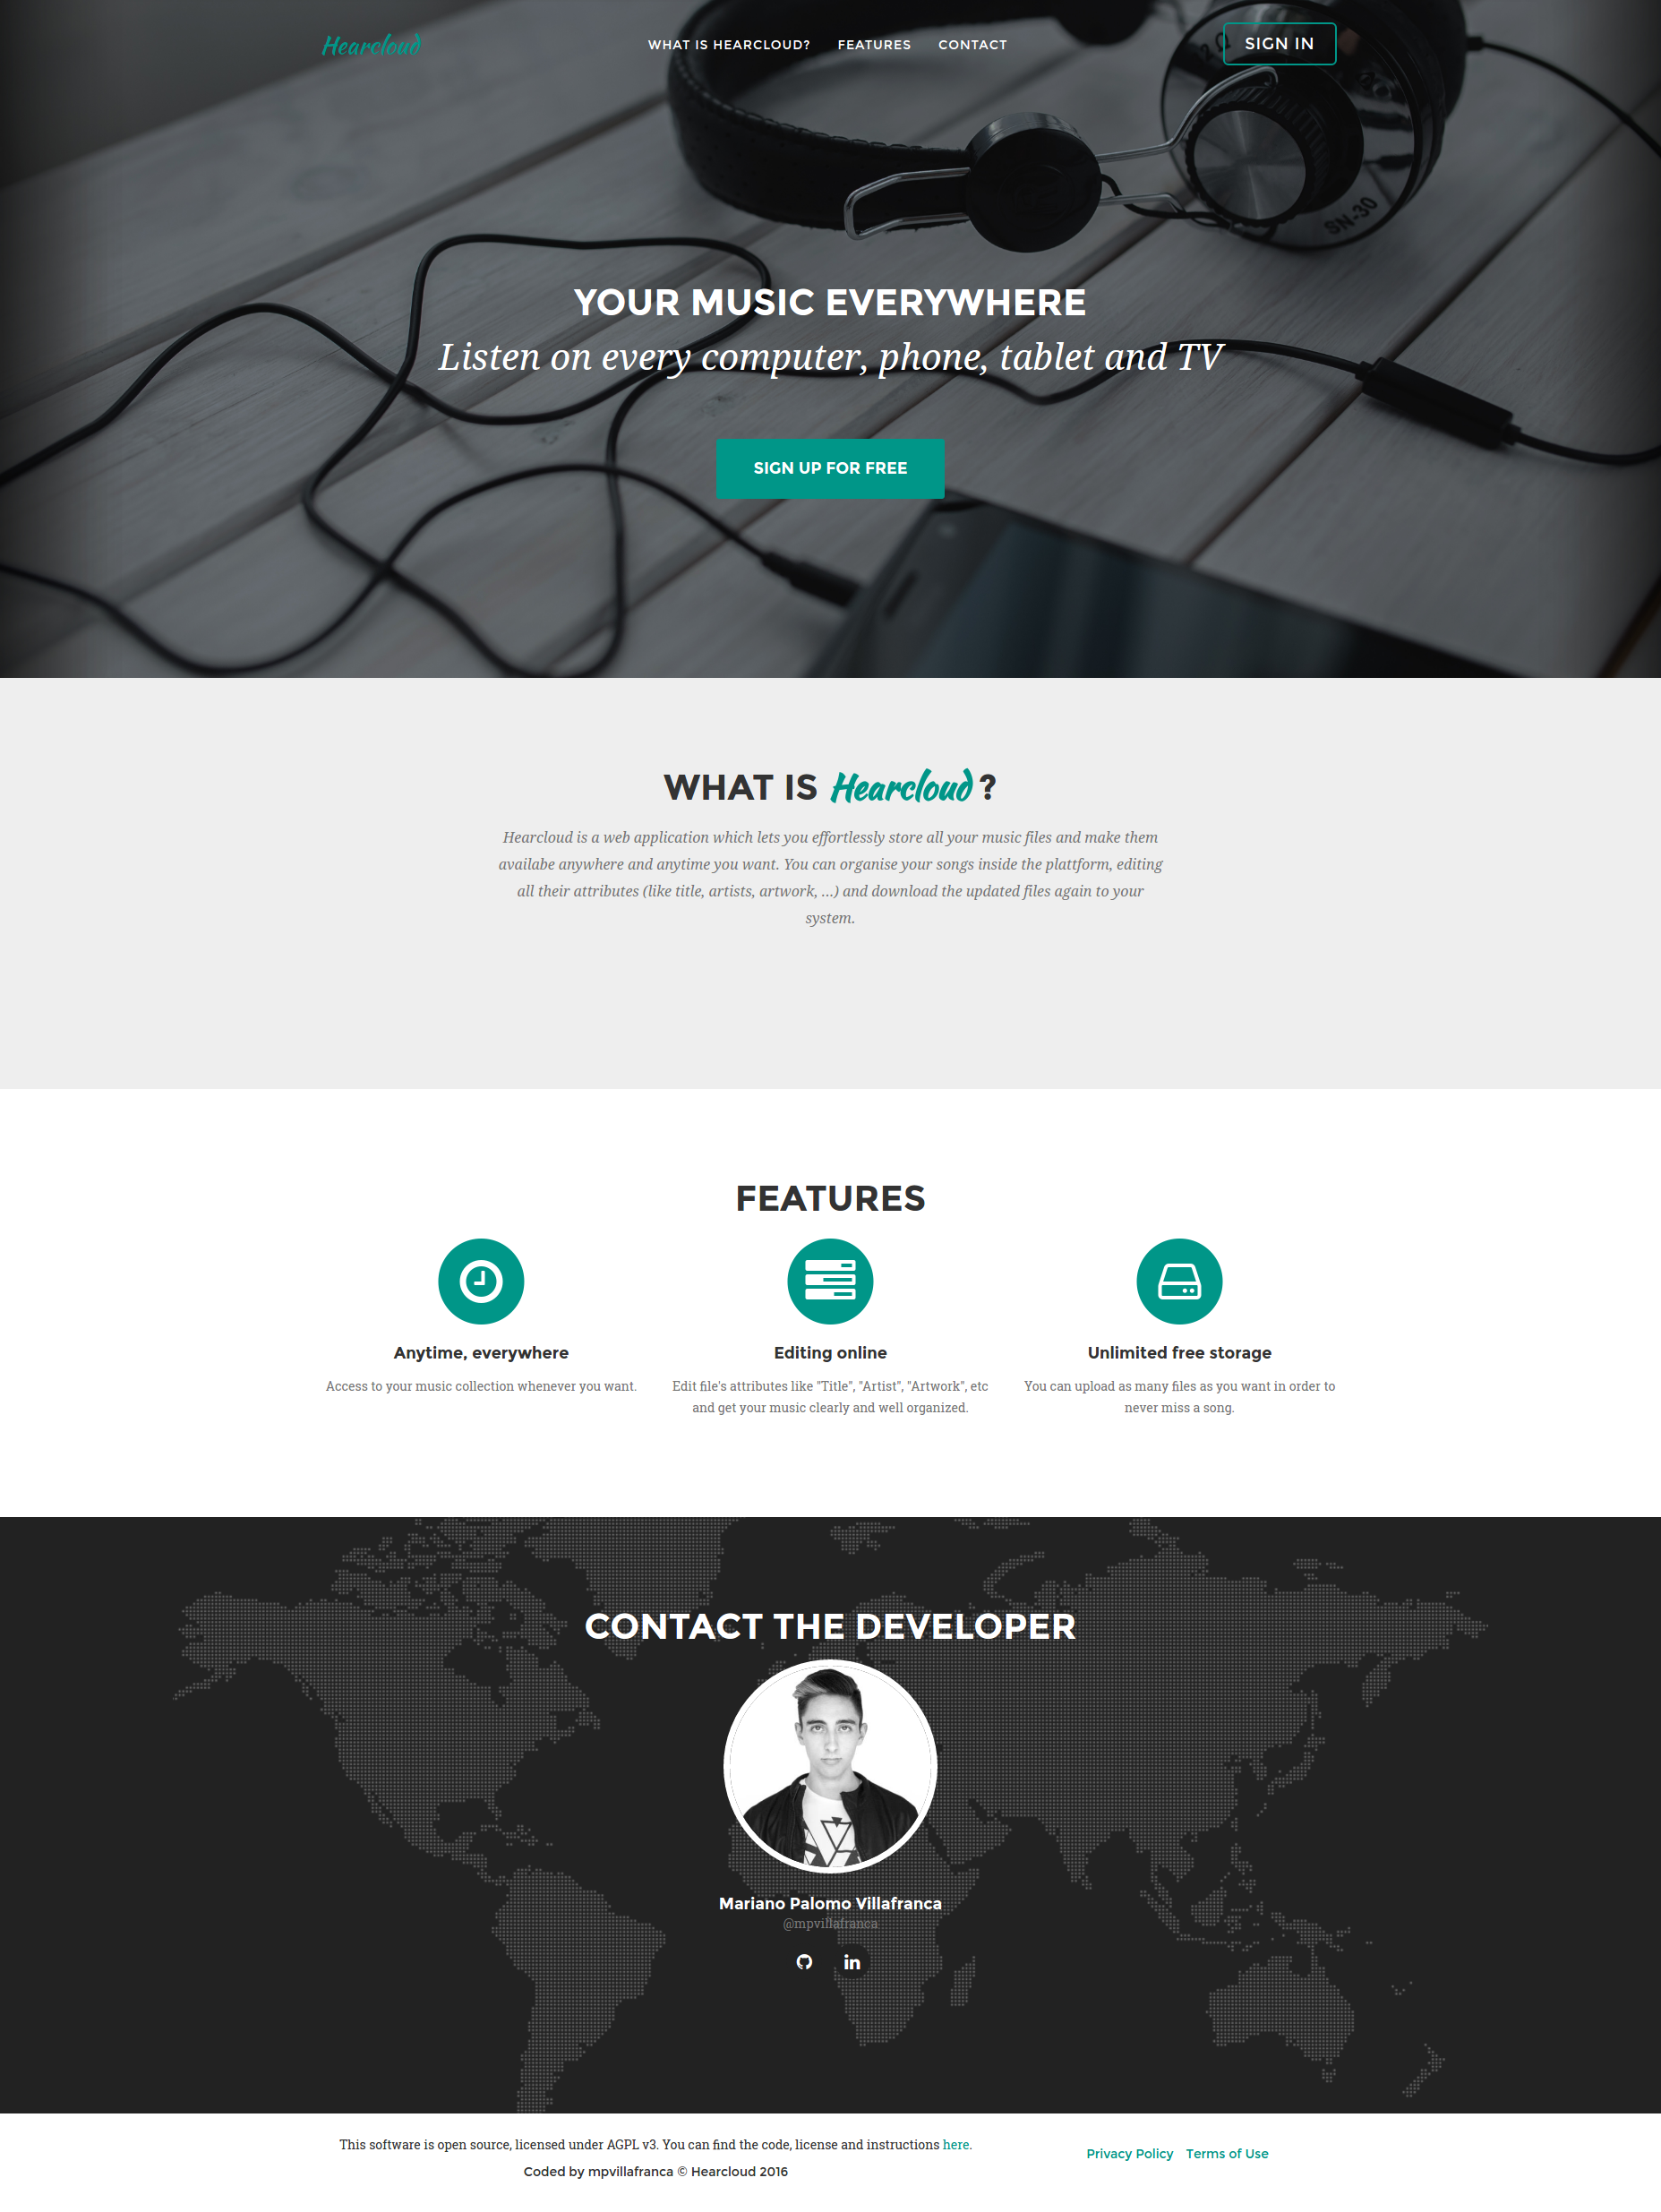 Hearcloud
WHAT IS HEARCLOUD? FEATURES CONTACT
SIGN IN
SN-30
YOUR MUSIC EVERYWHERE
Listen on every computer, phone, tablet and TV
SIGN UP FOR FREE
WHAT IS Hearcloud ?
Hearcloud is a web application which lets you effortlessly store all your music files and make them
availabe anywhere and anytime you want. You can organise your songs inside the plattform, editing
all their attributes (like title, artists, artwork, ...) and download the updated files again to your
system.
FEATURES
Anytime, everywhere
Access to your music collection whenever you want.
Editing online
Edit file's attributes like "Title", "Artist", "Artwork", etc
and get your music clearly and well organized.
Unlimited free storage
You can upload as many files as you want in order to
never miss a song.
CONTACT THE DEVELOPER
Mariano Palomo Villafranca
@mpvillafranca
in
This software is open source, licensed under AGPL v3. You can find the code, license and instructions here.
Coded by mpvillafranca © Hearcloud 2016
Privacy Policy Terms of Use